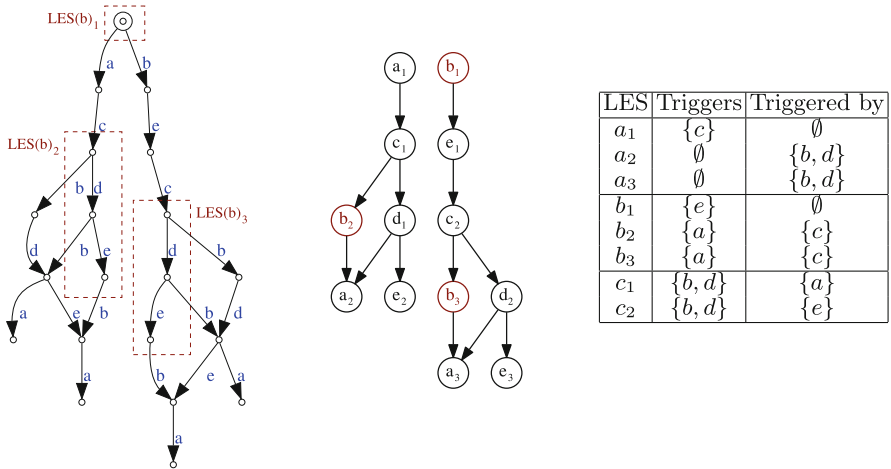 LES(b)₁
a
b
c
e
LES(b)₂
b
d
c
LES(b)₃
d
b
e
d
b
a
e
b
e
b
d
a
b
e
a
a
a₁
b₁
c₁
e₁
b₂
d₁
c₂
a₂
e₂
b₃
d₂
a₃
e₃
LES Triggers Triggered by
a₁ {c} ∅
a₂ ∅ {b, d}
a₃ ∅ {b, d}
b₁ {e} ∅
b₂ {a} {c}
b₃ {a} {c}
c₁ {b, d} {a}
c₂ {b, d} {e}